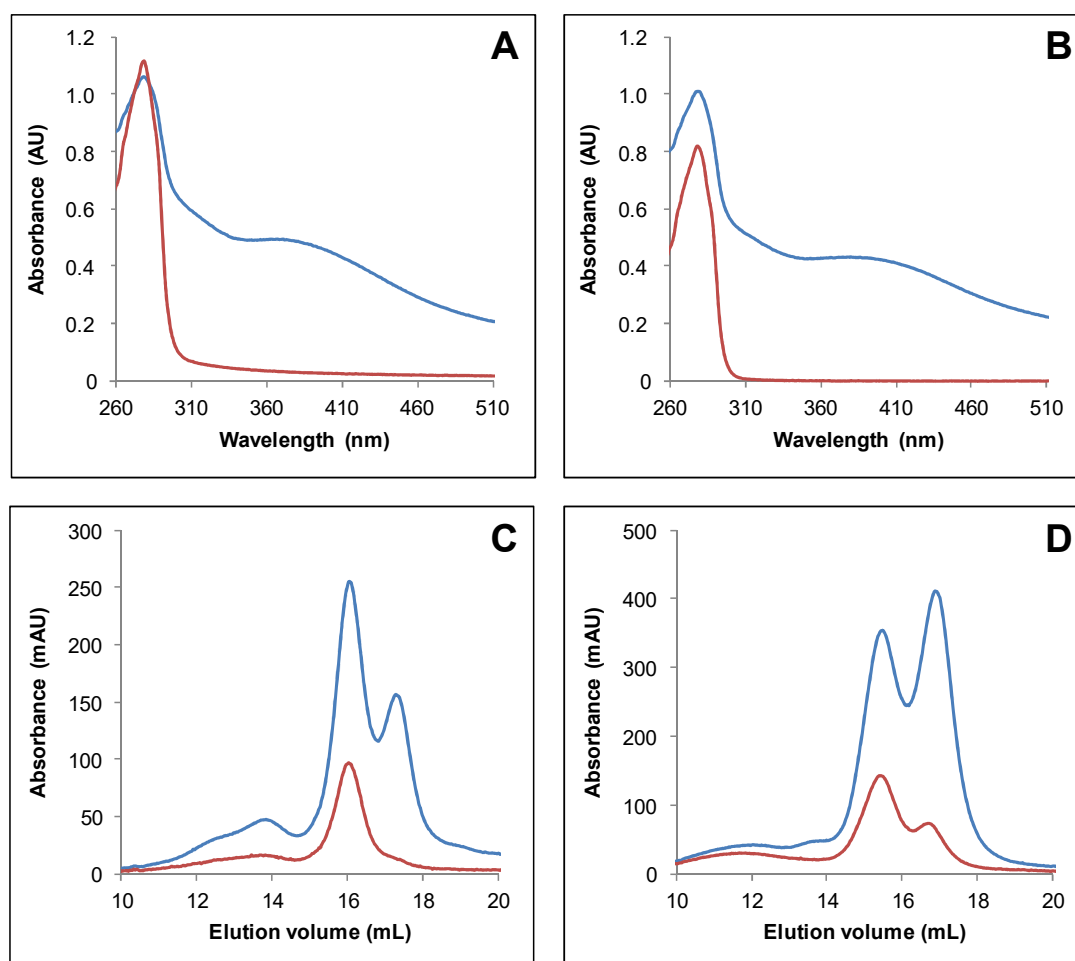 A
1.2
1.0
0.8
0.6
0.4
0.2
0
Absorbance (AU)
260 310 360 410 460 510
Wavelength (nm)
B
1.2
1.0
0.8
0.6
0.4
0.2
0
Absorbance (AU)
260 310 360 410 460 510
Wavelength (nm)
C
300
250
200
150
100
50
0
Absorbance (mAU)
10 12 14 16 18 20
Elution volume (mL)
D
500
400
300
200
100
0
Absorbance (mAU)
10 12 14 16 18 20
Elution volume (mL)